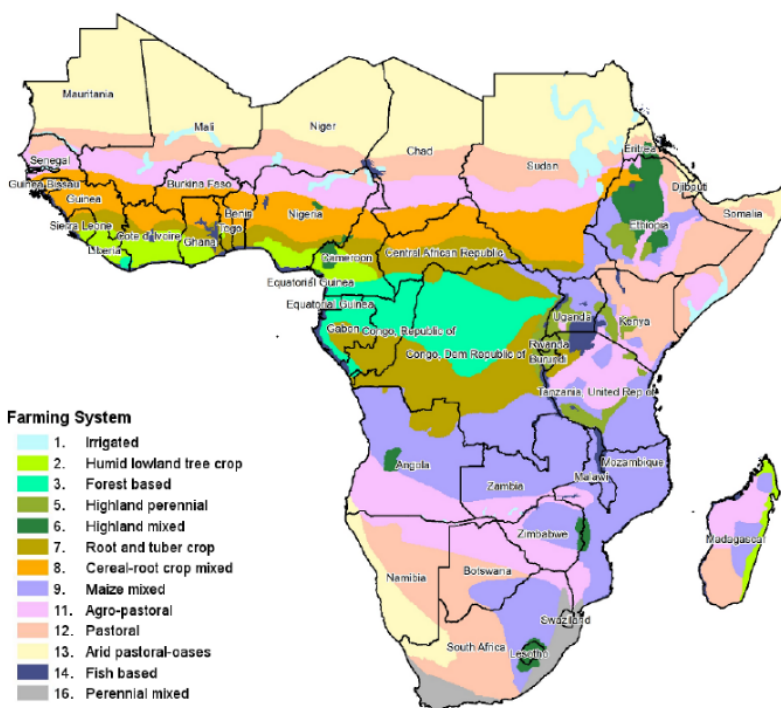 Mauritania
Mali
Niger
Chad
Sudan
Eritrea
Senegal
Djibouti
Guinea Bissau
Burkina Faso
Guinea
Benin
Nigeria
Ethiopia
Somalia
Sierra Leone
Cote d'Ivoire
Togo
Ghana
Liberia
Cameroon
Central African Republic
Equatorial Guinea
Equatorial Guinea
Uganda
Kenya
Gabon
Congo, Republic of
Rwanda
Congo, Dem Republic of
Burundi
Tanzania, United Rep of
Farming System
1. Irrigated
2. Humid lowland tree crop
3. Forest based
5. Highland perennial
6. Highland mixed
7. Root and tuber crop
8. Cereal-root crop mixed
9. Maize mixed
11. Agro-pastoral
12. Pastoral
13. Arid pastoral-oases
14. Fish based
16. Perennial mixed
Angola
Zambia
Malawi
Mozambique
Zimbabwe
Madagascar
Namibia
Botswana
Swaziland
South Africa
Lesotho